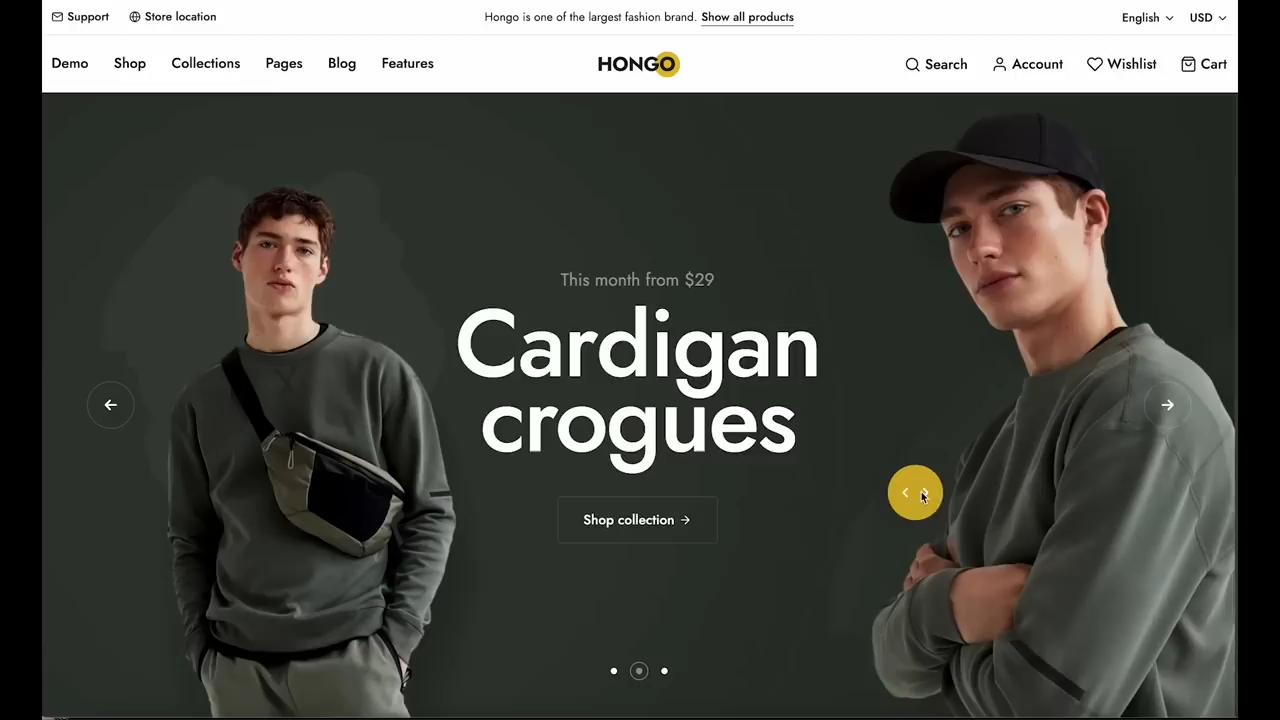 Support
Store location
Hongo is one of the largest fashion brand. Show all products
English
USD
Demo
Shop
Collections
Pages
Blog
Features
HONGO
Search
Account
Wishlist
Cart
This month from $29
Cardigan
crogues
Shop collection